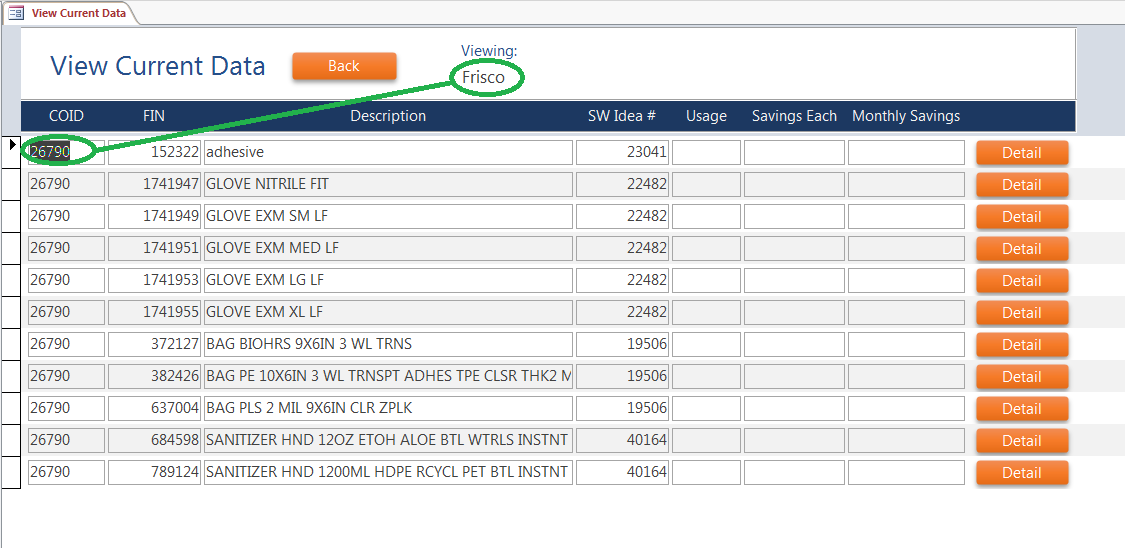 View Current Data
Viewing:
View Current Data Back Frisco
COID FIN Description SW Idea # Usage Savings Each Monthly Savings
26790 152322 adhesive 23041 Detail
26790 1741947 GLOVE NITRILE FIT 22482 Detail
26790 1741949 GLOVE EXM SM LF 22482 Detail
26790 1741951 GLOVE EXM MED LF 22482 Detail
26790 1741953 GLOVE EXM LG LF 22482 Detail
26790 1741955 GLOVE EXM XL LF 22482 Detail
26790 372127 BAG BIOHRS 9X6IN 3 WL TRNS 19506 Detail
26790 382426 BAG PE 10X6IN 3 WL TRNSPT ADHES TPE CLSR THK2 M 19506 Detail
26790 637004 BAG PLS 2 MIL 9X6IN CLR ZPLK 19506 Detail
26790 684598 SANITIZER HND 12OZ ETOH ALOE BTL WTRLS INSTNT 40164 Detail
26790 789124 SANITIZER HND 1200ML HDPE RCYCL PET BTL INSTNT 40164 Detail